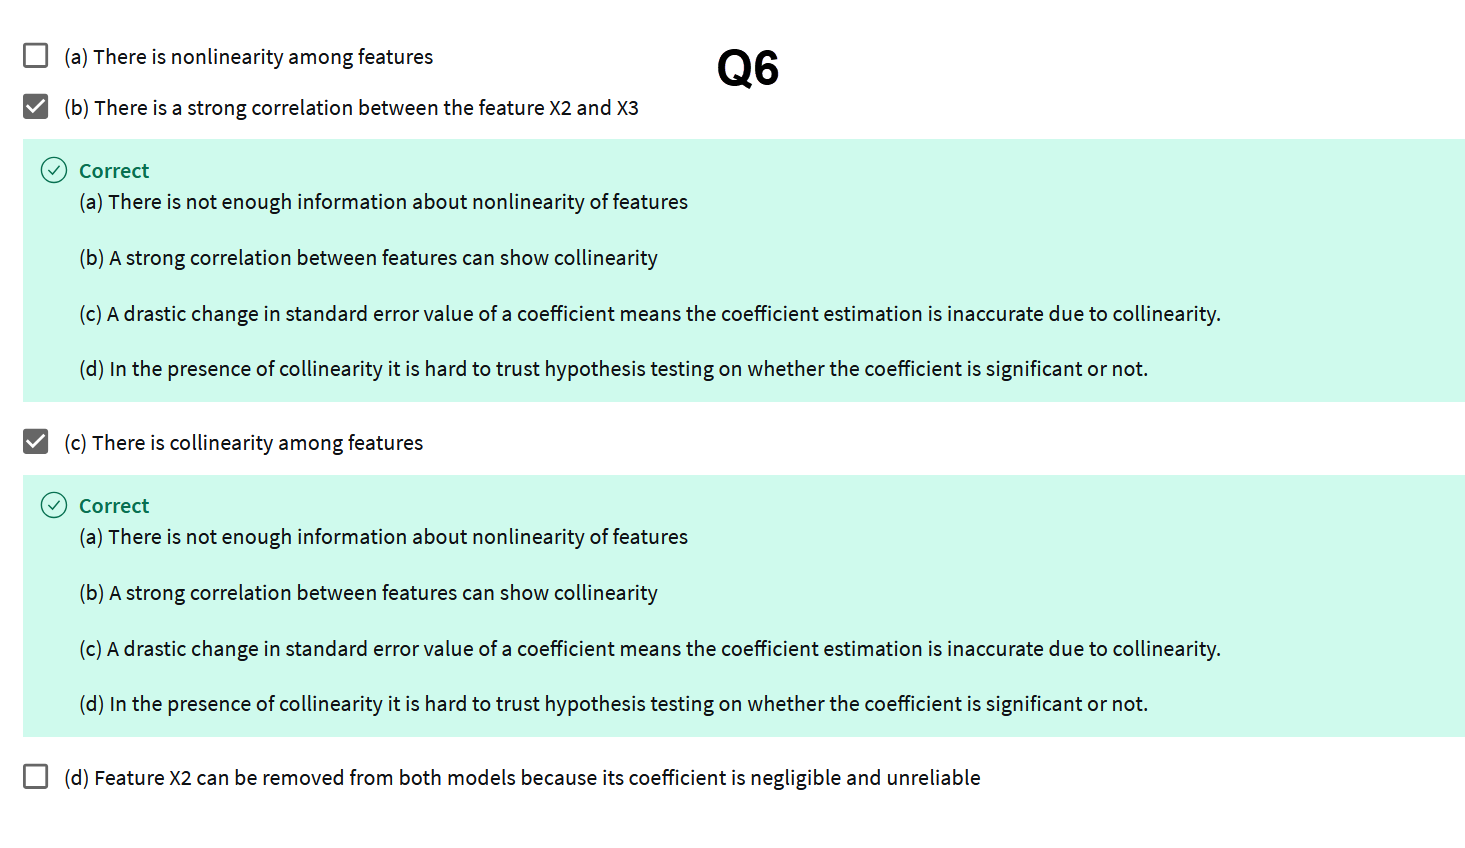 (a) There is nonlinearity among features
Q6
(b) There is a strong correlation between the feature X2 and X3
Correct
(a) There is not enough information about nonlinearity of features
(b) A strong correlation between features can show collinearity
(c) A drastic change in standard error value of a coefficient means the coefficient estimation is inaccurate due to collinearity.
(d) In the presence of collinearity it is hard to trust hypothesis testing on whether the coefficient is significant or not.
(c) There is collinearity among features
Correct
(a) There is not enough information about nonlinearity of features
(b) A strong correlation between features can show collinearity
(c) A drastic change in standard error value of a coefficient means the coefficient estimation is inaccurate due to collinearity.
(d) In the presence of collinearity it is hard to trust hypothesis testing on whether the coefficient is significant or not.
(d) Feature X2 can be removed from both models because its coefficient is negligible and unreliable